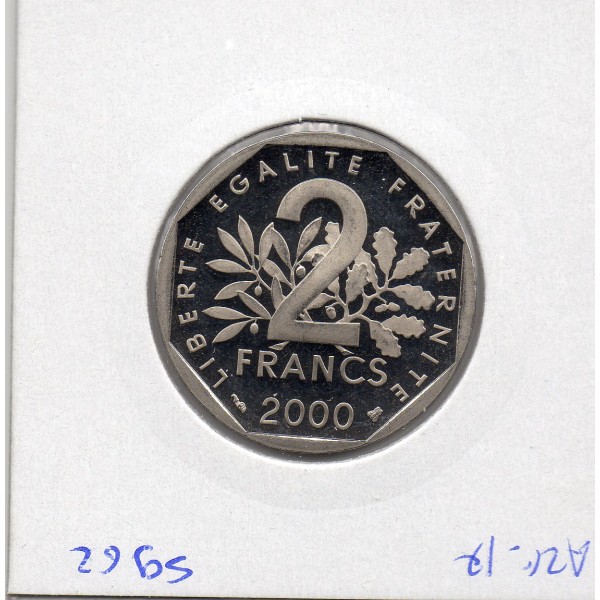 LIBERTE EGALITE FRATERNITE
2
FRANCS
2000